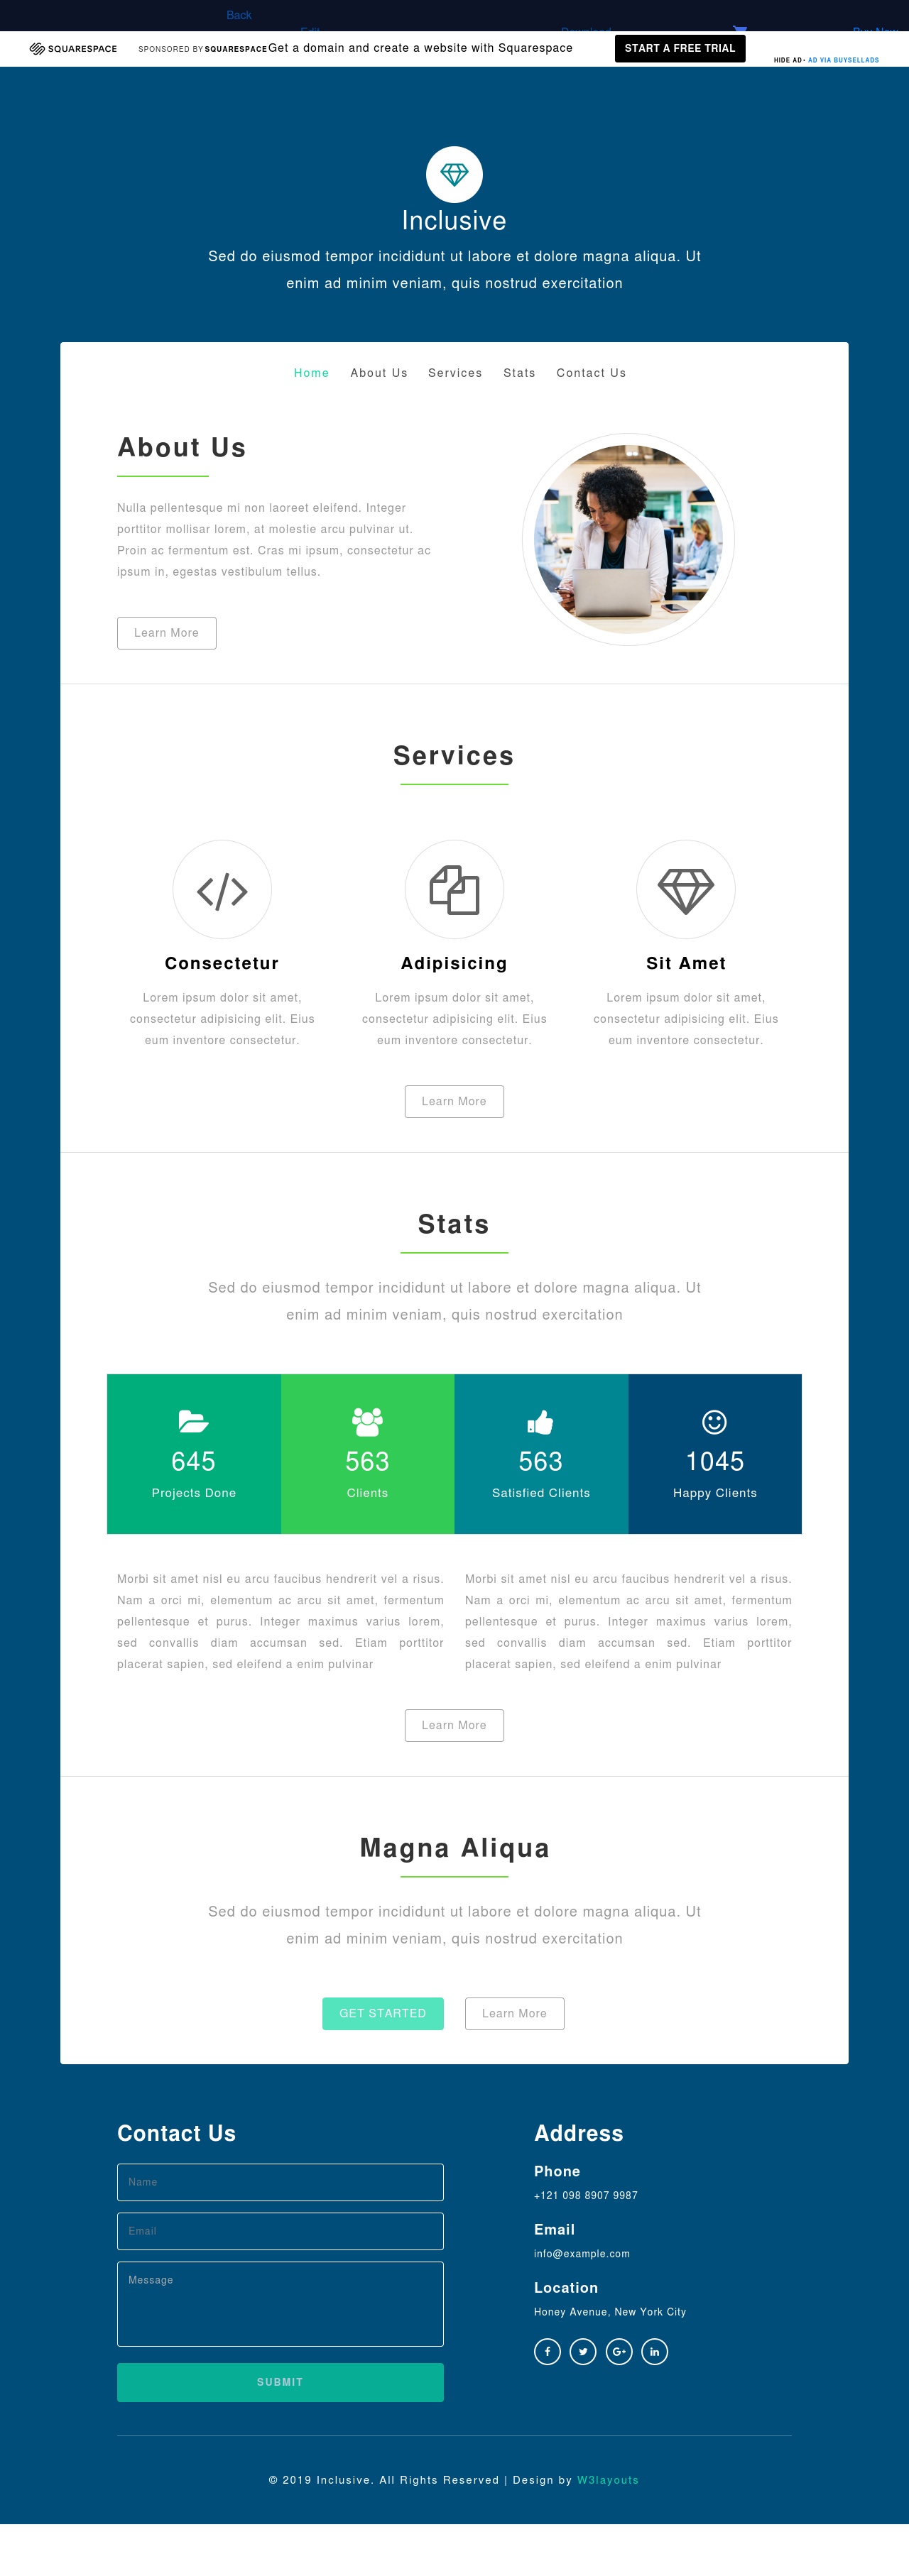 Back
Edit
Download
Buy Now
SQUARESPACE
SPONSORED BY SQUARESPACE Get a domain and create a website with Squarespace
START A FREE TRIAL
HIDE AD • AD VIA BUYSELLADS
Inclusive
Sed do eiusmod tempor incididunt ut labore et dolore magna aliqua. Ut
enim ad minim veniam, quis nostrud exercitation
Home About Us Services Stats Contact Us
About Us
Nulla pellentesque mi non laoreet eleifend. Integer
porttitor mollisar lorem, at molestie arcu pulvinar ut.
Proin ac fermentum est. Cras mi ipsum, consectetur ac
ipsum in, egestas vestibulum tellus.
Learn More
Services
Consectetur
Lorem ipsum dolor sit amet,
consectetur adipisicing elit. Eius
eum inventore consectetur.
Adipisicing
Lorem ipsum dolor sit amet,
consectetur adipisicing elit. Eius
eum inventore consectetur.
Sit Amet
Lorem ipsum dolor sit amet,
consectetur adipisicing elit. Eius
eum inventore consectetur.
Learn More
Stats
Sed do eiusmod tempor incididunt ut labore et dolore magna aliqua. Ut
enim ad minim veniam, quis nostrud exercitation
645
Projects Done
563
Clients
563
Satisfied Clients
1045
Happy Clients
Morbi sit amet nisl eu arcu faucibus hendrerit vel a risus.
Nam a orci mi, elementum ac arcu sit amet, fermentum
pellentesque et purus. Integer maximus varius lorem,
sed convallis diam accumsan sed. Etiam porttitor
placerat sapien, sed eleifend a enim pulvinar
Morbi sit amet nisl eu arcu faucibus hendrerit vel a risus.
Nam a orci mi, elementum ac arcu sit amet, fermentum
pellentesque et purus. Integer maximus varius lorem,
sed convallis diam accumsan sed. Etiam porttitor
placerat sapien, sed eleifend a enim pulvinar
Learn More
Magna Aliqua
Sed do eiusmod tempor incididunt ut labore et dolore magna aliqua. Ut
enim ad minim veniam, quis nostrud exercitation
GET STARTED
Learn More
Contact Us
Name
Email
Message
SUBMIT
Address
Phone
+121 098 8907 9987
Email
info@example.com
Location
Honey Avenue, New York City
© 2019 Inclusive. All Rights Reserved | Design by W3layouts